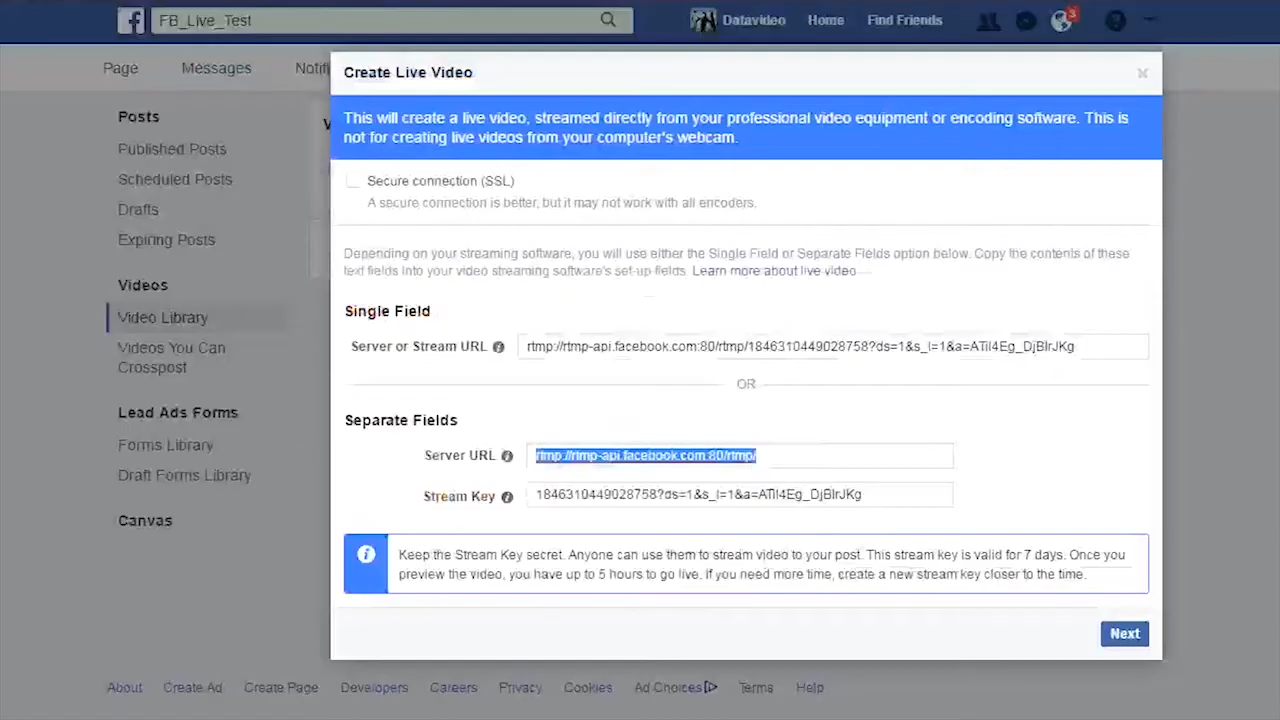 FB_Live_Test
Datavideo Home Find Friends
3
Page Messages
Create Live Video
This will create a live video, streamed directly from your professional video equipment or encoding software. This is
not for creating live videos from your computer's webcam.
Secure connection (SSL)
A secure connection is better, but it may not work with all encoders.
Depending on your streaming software, you will use either the Single Field or Separate Fields option below. Copy the contents of these
text fields into your video streaming software's set-up fields. Learn more about live video
Single Field
Server or Stream URL rtmp://rtmp-api.facebook.com:80/rtmp/1846310449028758?ds=1&s_l=1&a=ATil4Eg_DjBIrJKg
OR
Separate Fields
Server URL rtmp://rtmp-api.facebook.com:80/rtmp/
Stream Key 1846310449028758?ds=1&s_l=1&a=ATil4Eg_DjBIrJKg
Keep the Stream Key secret. Anyone can use them to stream video to your post. This stream key is valid for 7 days. Once you
preview the video, you have up to 5 hours to go live. If you need more time, create a new stream key closer to the time.
Next
Posts
Published Posts
Scheduled Posts
Drafts
Expiring Posts
Videos
Video Library
Videos You Can
Crosspost
Lead Ads Forms
Forms Library
Draft Forms Library
Canvas
About Create Ad Create Page Developers Careers Privacy Cookies Ad Choices Terms Help